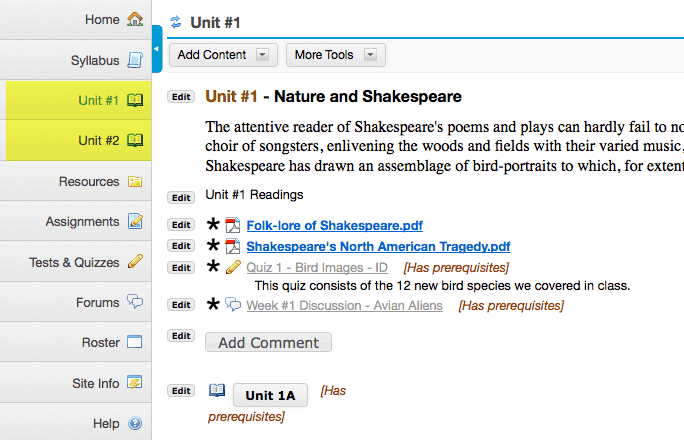 Home
Syllabus
Unit #1
Unit #2
Resources
Assignments
Tests & Quizzes
Forums
Roster
Site Info
Help
Unit #1
Add Content
More Tools
Edit Unit #1 - Nature and Shakespeare
The attentive reader of Shakespeare's poems and plays can hardly fail to no
choir of songsters, enlivening the woods and fields with their varied music,
Shakespeare has drawn an assemblage of bird-portraits to which, for extent
Edit Unit #1 Readings
Edit * Folk-lore of Shakespeare.pdf
Edit * Shakespeare's North American Tragedy.pdf
Edit * Quiz 1 - Bird Images - ID [Has prerequisites]
This quiz consists of the 12 new bird species we covered in class.
Edit * Week #1 Discussion - Avian Aliens [Has prerequisites]
Edit Add Comment
Edit Unit 1A [Has
prerequisites]